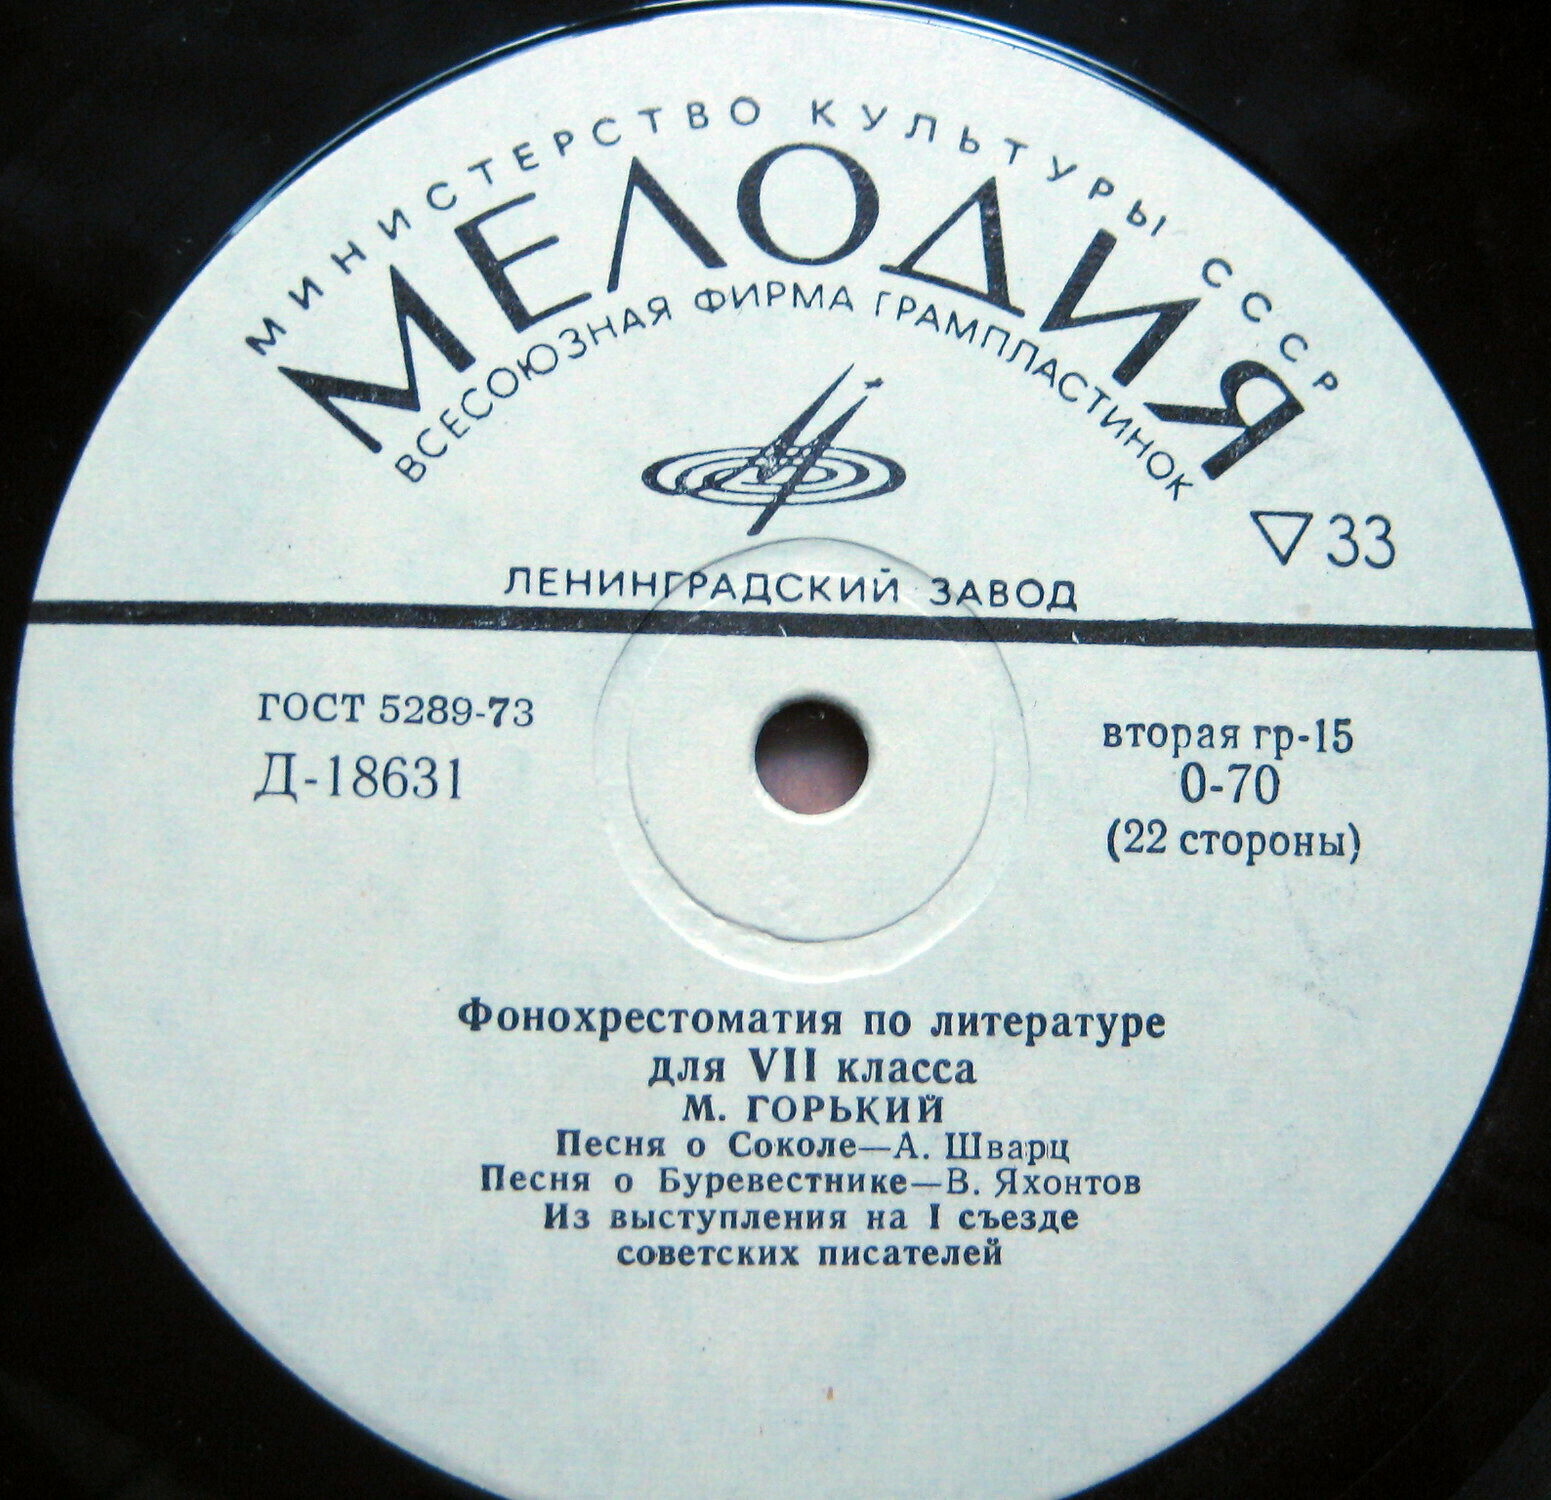 МИНИСТЕРСТВО КУЛЬТУРЫ СССР
МЕЛОДИЯ
ВСЕСОЮЗНАЯ ФИРМА ГРАМПЛАСТИНОК
▽33
ЛЕНИНГРАДСКИЙ ЗАВОД
ГОСТ 5289-73
Д-18631
вторая гр-15
0-70
(22 стороны)
Фонохрестоматия по литературе
для VII класса
М. ГОРЬКИЙ
Песня о Соколе—А. Шварц
Песня о Буревестнике—В. Яхонтов
Из выступления на I съезде
советских писателей